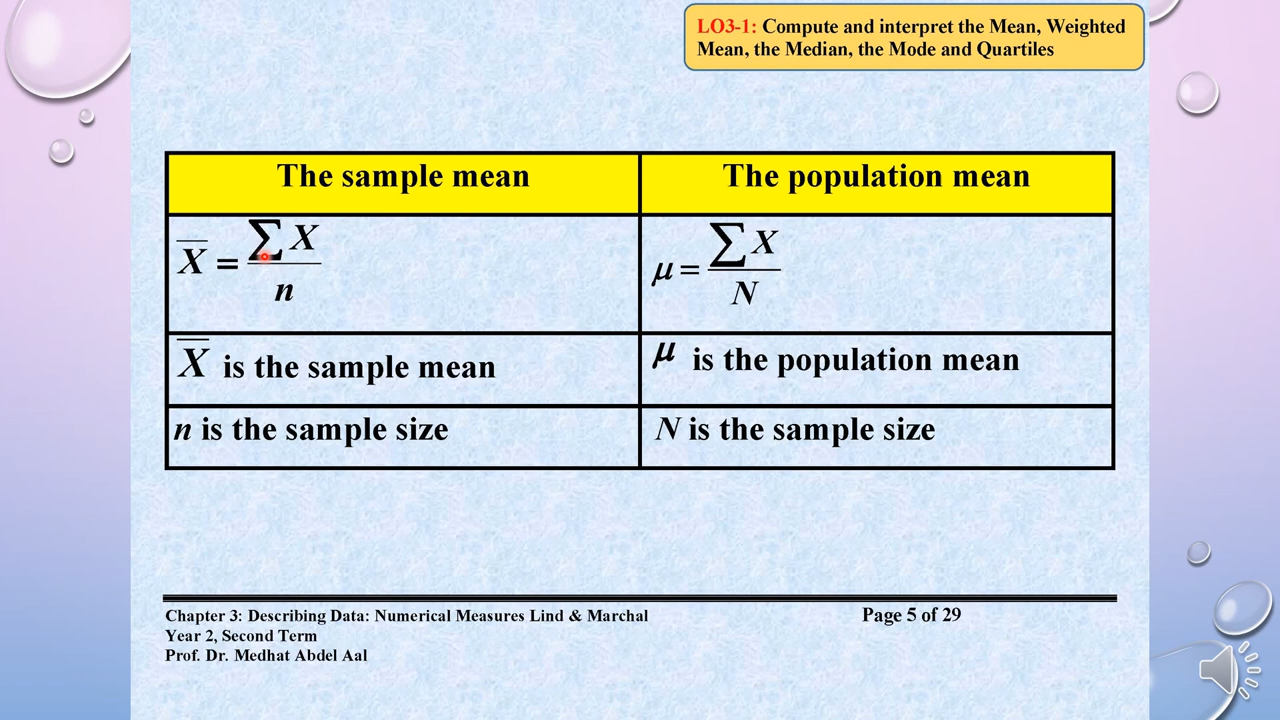 LO3-1: Compute and interpret the Mean, Weighted
Mean, the Median, the Mode and Quartiles
The sample mean
The population mean
X̅ = ∑X / n
μ = ∑X / N
X̅ is the sample mean
μ is the population mean
n is the sample size
N is the sample size
Chapter 3: Describing Data: Numerical Measures Lind & Marchal
Page 5 of 29
Year 2, Second Term
Prof. Dr. Medhat Abdel Aal